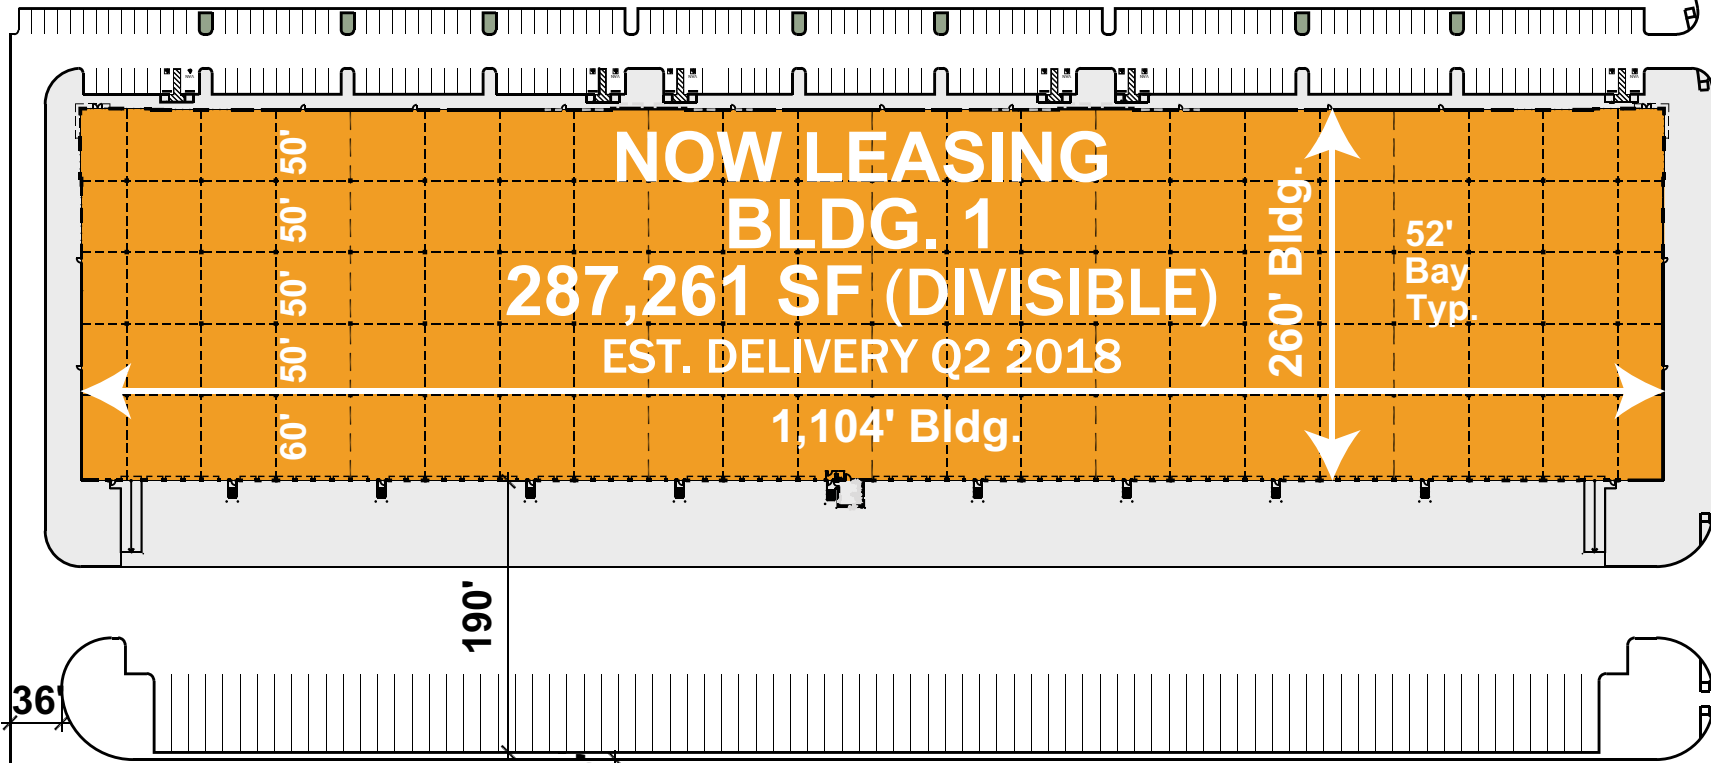 NOW LEASING
BLDG. 1
287,261 SF (DIVISIBLE)
EST. DELIVERY Q2 2018
1,104' Bldg.
260' Bldg.
52'
Bay
Typ.
50'
50'
50'
50'
60'
190'
36'